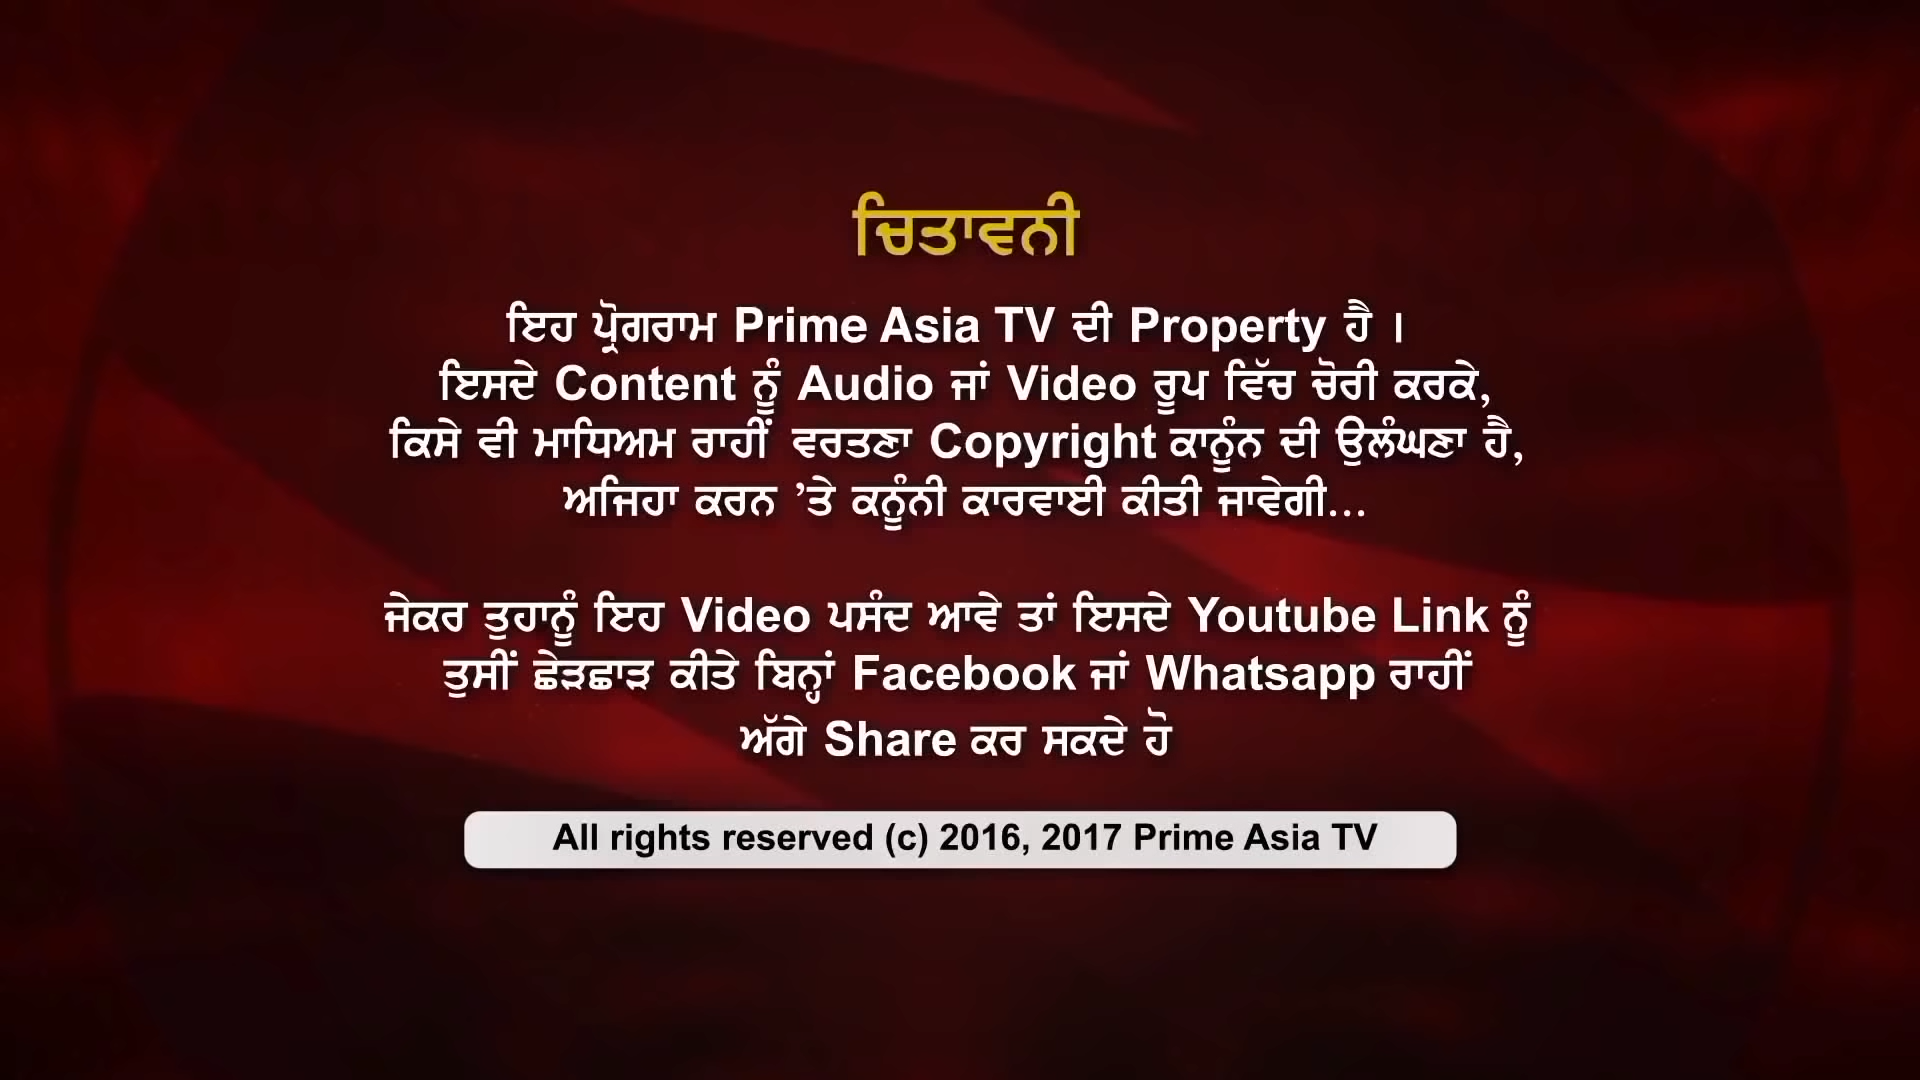 ਚਿਤਾਵਨੀ
ਇਹ ਪ੍ਰੋਗਰਾਮ Prime Asia TV ਦੀ Property ਹੈ ।
ਇਸਦੇ Content ਨੂੰ Audio ਜਾਂ Video ਰੂਪ ਵਿੱਚ ਚੋਰੀ ਕਰਕੇ,
ਕਿਸੇ ਵੀ ਮਾਧਿਅਮ ਰਾਹੀਂ ਵਰਤਣਾ Copyright ਕਾਨੂੰਨ ਦੀ ਉਲੰਘਣਾ ਹੈ,
ਅਜਿਹਾ ਕਰਨ ’ਤੇ ਕਨੂੰਨੀ ਕਾਰਵਾਈ ਕੀਤੀ ਜਾਵੇਗੀ...
ਜੇਕਰ ਤੁਹਾਨੂੰ ਇਹ Video ਪਸੰਦ ਆਵੇ ਤਾਂ ਇਸਦੇ Youtube Link ਨੂੰ
ਤੁਸੀਂ ਛੇੜਛਾੜ ਕੀਤੇ ਬਿਨ੍ਹਾਂ Facebook ਜਾਂ Whatsapp ਰਾਹੀਂ
ਅੱਗੇ Share ਕਰ ਸਕਦੇ ਹੋ
All rights reserved (c) 2016, 2017 Prime Asia TV